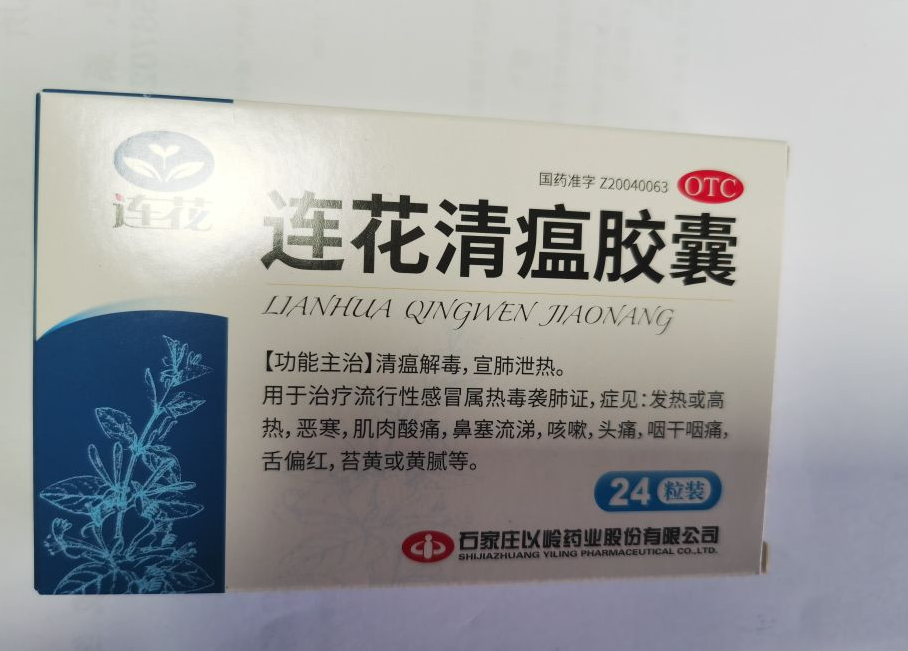 国药准字 Z20040063 OTC
连花
连花清瘟胶囊
LIANHUA QINGWEN JIAONANG
【功能主治】清瘟解毒,宣肺泄热。
用于治疗流行性感冒属热毒袭肺证,症见:发热或高
热,恶寒,肌肉酸痛,鼻塞流涕,咳嗽,头痛,咽干咽痛,
舌偏红,苔黄或黄腻等。
24粒装
石家庄以岭药业股份有限公司
SHIJIAZHUANG YILING PHARMACEUTICAL CO.,LTD.